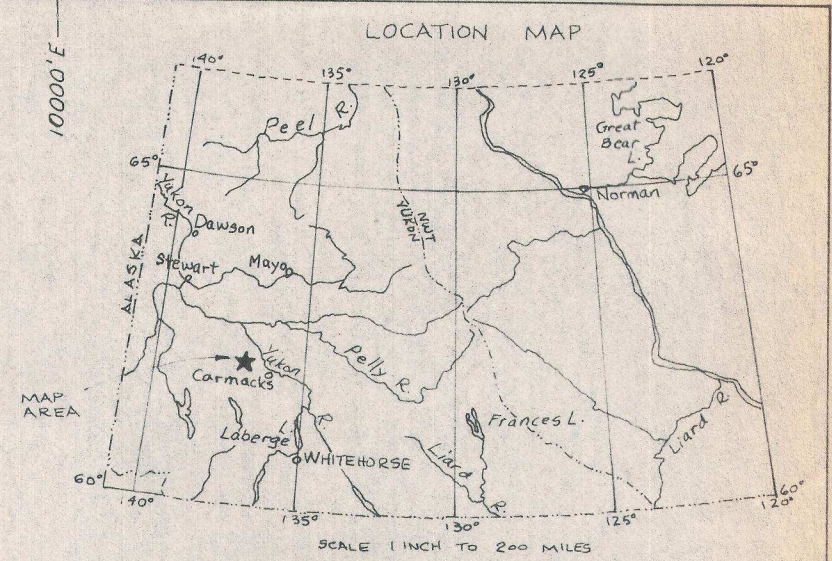 LOCATION MAP
10000'E
140°
135°
130°
125°
120°
Peel R.
Great
Bear
L.
65°
65°
Yukon
R.
Norman
Dawson
YUKON
NWT
ALASKA
Stewart
Mayo
Pelly R.
Yukon
R.
Carmacks
MAP
AREA
Laberge
L.
Frances L.
Liard R.
Liard
R.
WHITEHORSE
60°
140°
60°
120°
135°
130°
125°
SCALE 1 INCH TO 200 MILES